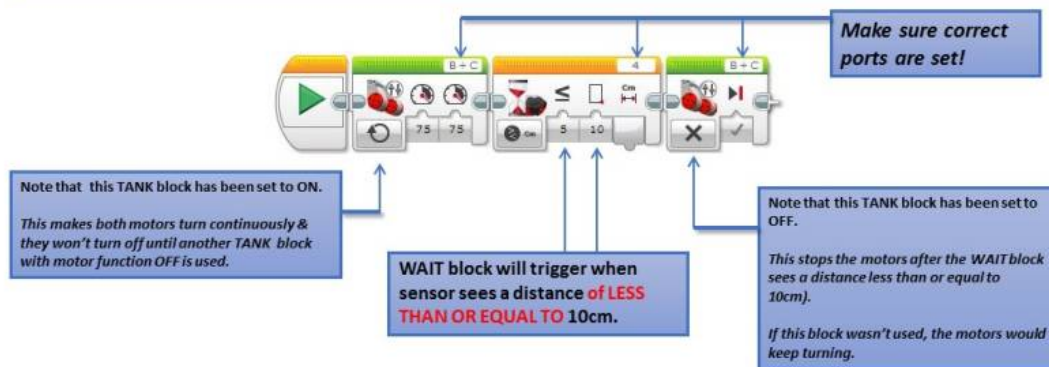 Make sure correct
ports are set!
B + C
4
B + C
≤
Cm
75 75
Cm
5
10
Note that this TANK block has been set to ON.
This makes both motors turn continuously &
they won't turn off until another TANK block
with motor function OFF is used.
WAIT block will trigger when
sensor sees a distance of LESS
THAN OR EQUAL TO 10cm.
Note that this TANK block has been set to
OFF.
This stops the motors after the WAIT block
sees a distance less than or equal to
10cm).
If this block wasn't used, the motors would
keep turning.